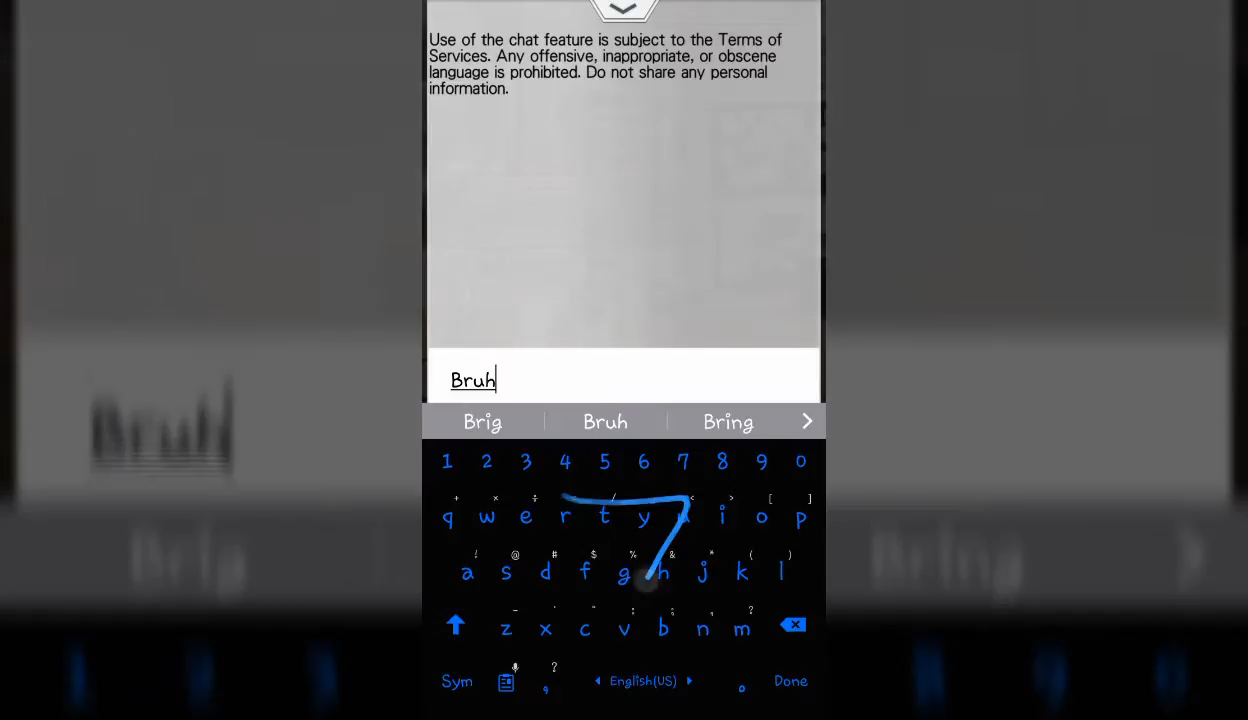 Use of the chat feature is subject to the Terms of
Services. Any offensive, inappropriate, or obscene
language is prohibited. Do not share any personal
information.
Bruh
Brig Bruh Bring
1 2 3 4 5 6 7 8 9 0
+ × ÷ = / < > [ ]
q w e r t y u i o p
! @ # $ % & * ( )
a s d f g h j k l
- ' " : ; , ?
z x c v b n m
?
Sym , English(US) . Done